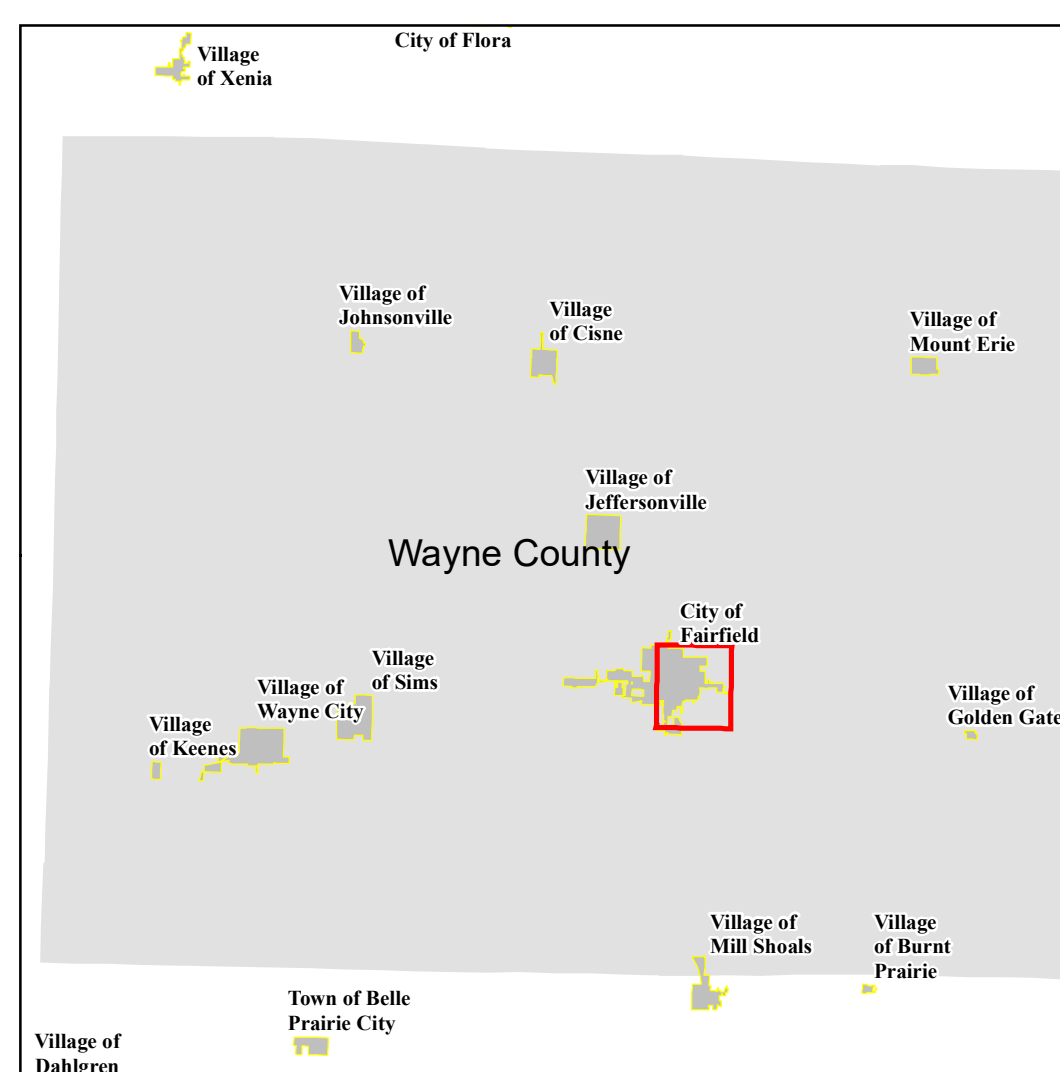 City of Flora
Village
of Xenia
Village of
Johnsonville
Village
of Cisne
Village of
Mount Erie
Village of
Jeffersonville
Wayne County
City of
Fairfield
Village
of Sims
Village of
Wayne City
Village of
Golden Gate
Village
of Keenes
Village of
Mill Shoals
Village
of Burnt
Prairie
Town of Belle
Prairie City
Village of
Dahlgren